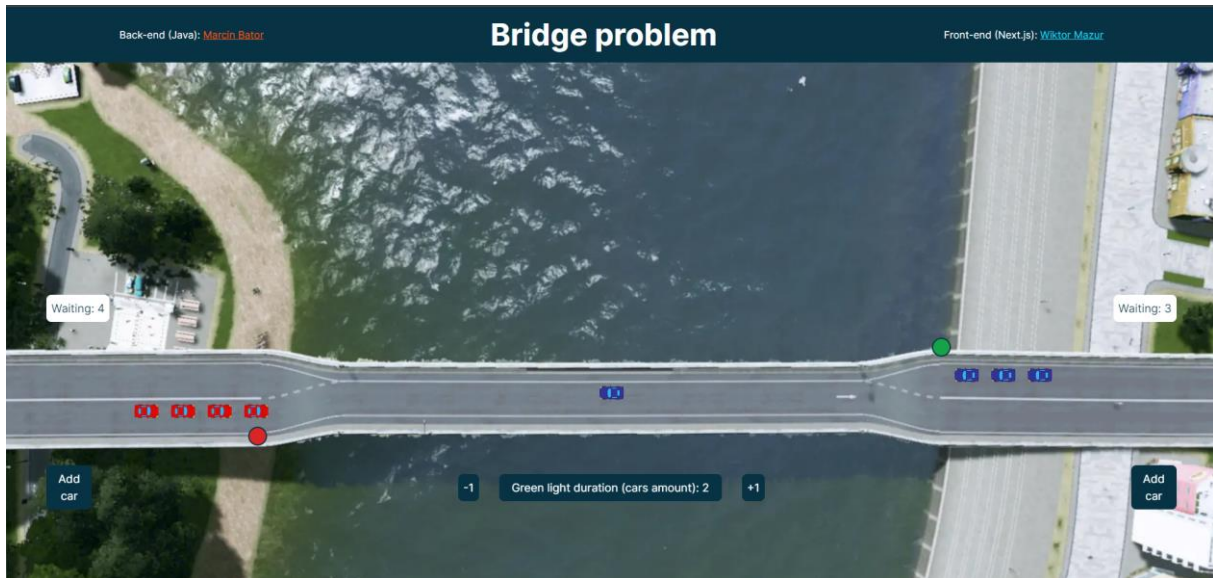 Back-end (Java): Marcin Bator
Bridge problem
Front-end (Next.js): Wiktor Mazur
Waiting: 4
Waiting: 3
Add
car
-1
Green light duration (cars amount): 2
+1
Add
car